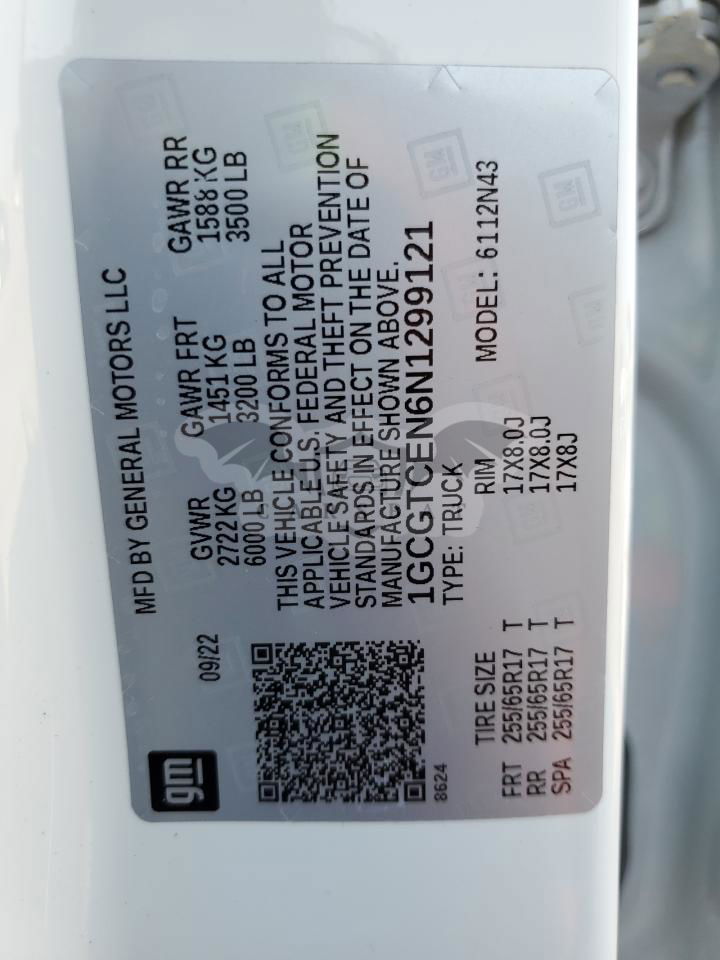 gm
MFD BY GENERAL MOTORS LLC
09/22
GVWR GAWR FRT GAWR RR
2722 KG 1451 KG 1588 KG
6000 LB 3200 LB 3500 LB
THIS VEHICLE CONFORMS TO ALL
APPLICABLE U.S. FEDERAL MOTOR
VEHICLE SAFETY AND THEFT PREVENTION
STANDARDS IN EFFECT ON THE DATE OF
MANUFACTURE SHOWN ABOVE.
1GCGTCEN6N1299121
8624
TYPE: TRUCK
MODEL: 6112N43
TIRE SIZE RIM
FRT 255/65R17 T 17X8.0J
RR 255/65R17 T 17X8.0J
SPA 255/65R17 T 17X8J